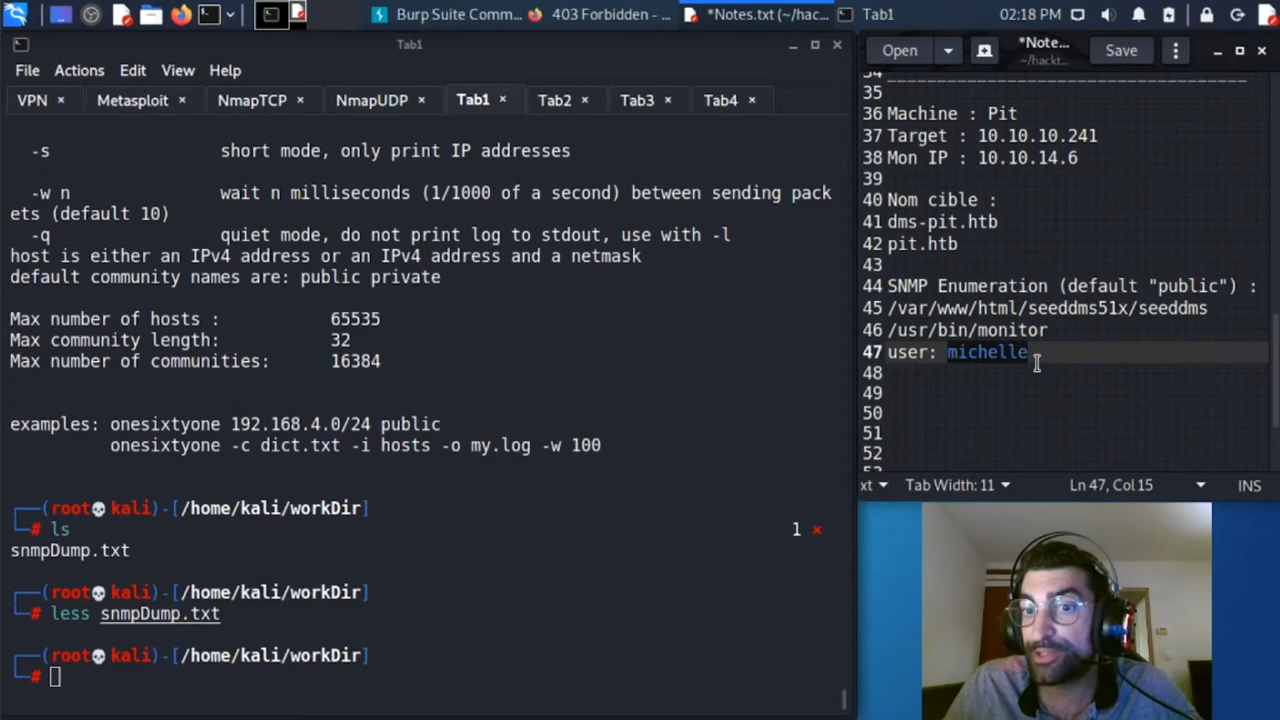 Burp Suite Comm...
403 Forbidden - ...
*Notes.txt (~/hac...
Tab1
02:18 PM
Tab1
File Actions Edit View Help
VPN × Metasploit × NmapTCP × NmapUDP × Tab1 × Tab2 × Tab3 × Tab4 ×
-s short mode, only print IP addresses
-w n wait n milliseconds (1/1000 of a second) between sending pack
ets (default 10)
-q quiet mode, do not print log to stdout, use with -l
host is either an IPv4 address or an IPv4 address and a netmask
default community names are: public private
Max number of hosts : 65535
Max community length: 32
Max number of communities: 16384
examples: onesixtyone 192.168.4.0/24 public
onesixtyone -c dict.txt -i hosts -o my.log -w 100
(root💀kali)-[/home/kali/workDir]
# ls 1 ×
snmpDump.txt
(root💀kali)-[/home/kali/workDir]
# less snmpDump.txt
(root💀kali)-[/home/kali/workDir]
#
Open *Note... Save
~/hackt...
34
35
36 Machine : Pit
37 Target : 10.10.10.241
38 Mon IP : 10.10.14.6
39
40 Nom cible :
41 dms-pit.htb
42 pit.htb
43
44 SNMP Enumeration (default "public") :
45 /var/www/html/seeddms51x/seeddms
46 /usr/bin/monitor
47 user: michelle
48
49
50
51
52
53
xt Tab Width: 11 Ln 47, Col 15 INS